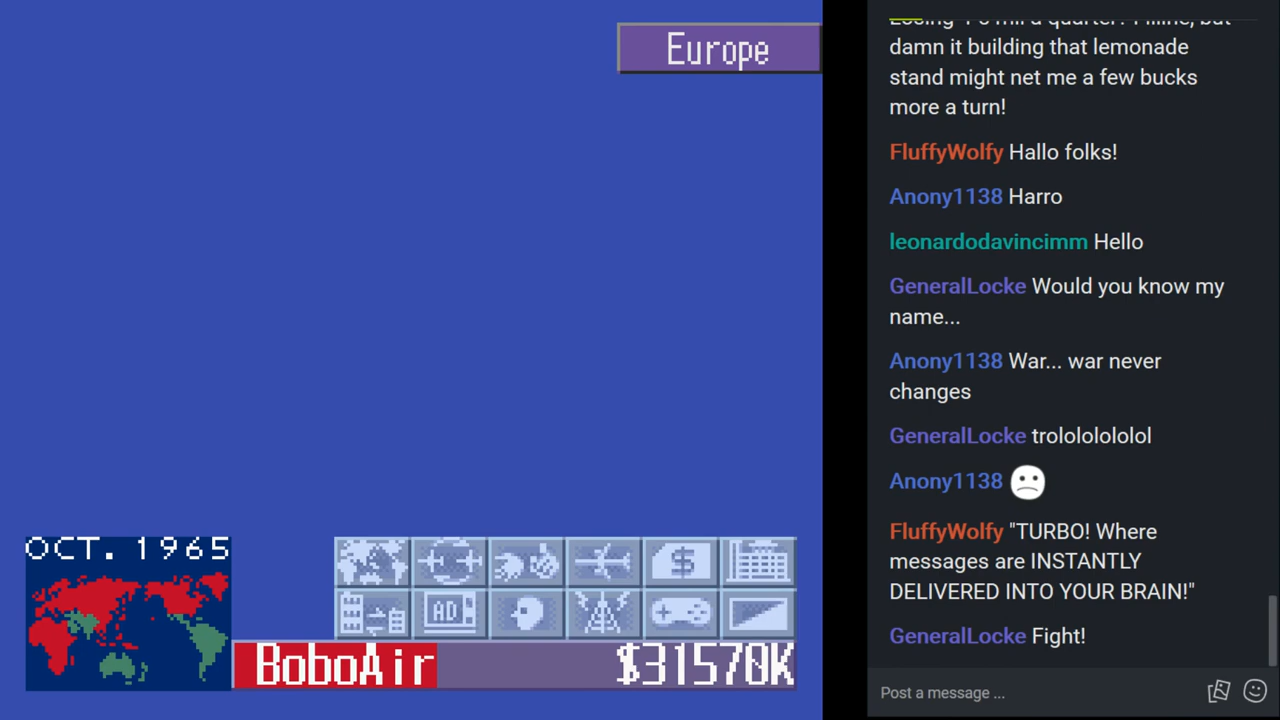 Europe
OCT. 1965
$
AD
BoboAir
$31570K
damn it building that lemonade
stand might net me a few bucks
more a turn!
FluffyWolfy Hallo folks!
Anony1138 Harro
leonardodavincimm Hello
GeneralLocke Would you know my
name...
Anony1138 War... war never
changes
GeneralLocke trolololololol
Anony1138
FluffyWolfy "TURBO! Where
messages are INSTANTLY
DELIVERED INTO YOUR BRAIN!"
GeneralLocke Fight!
Post a message ...